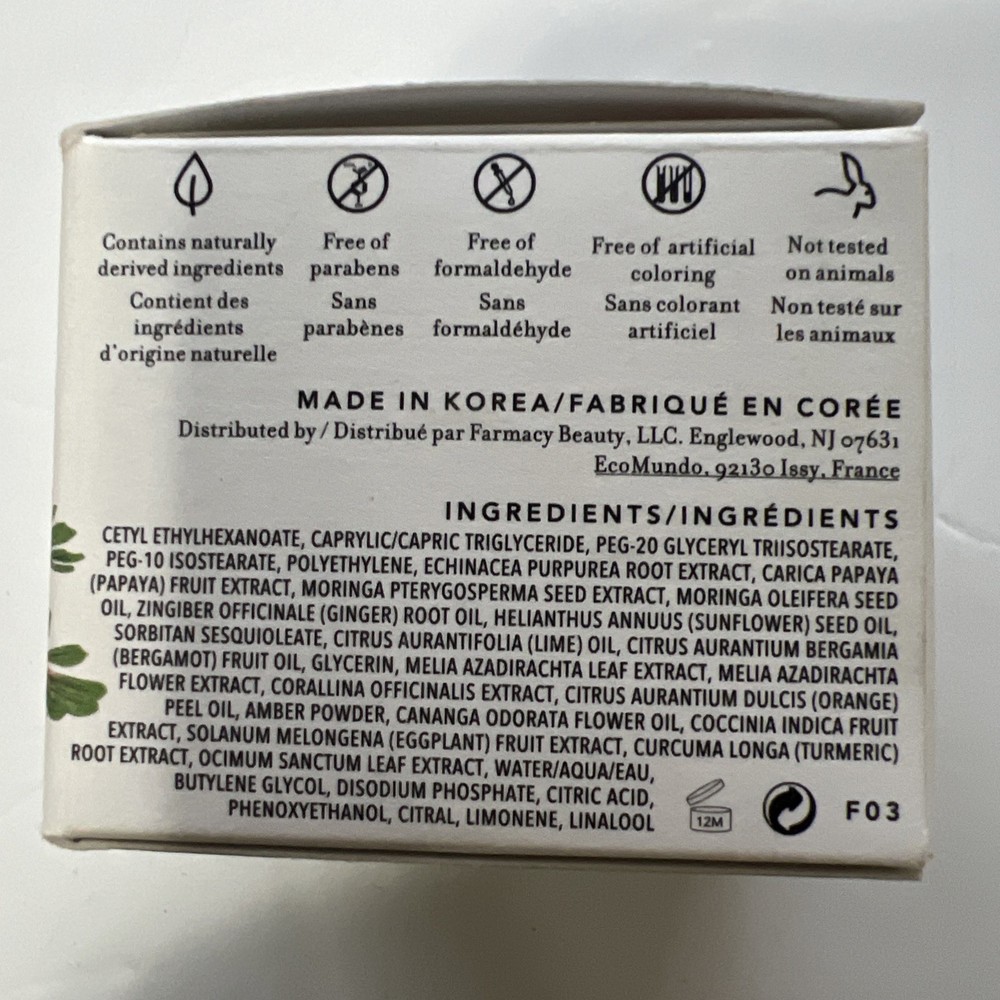 Contains naturally
derived ingredients
Contient des
ingrédients
d'origine naturelle
Free of
parabens
Sans
parabènes
Free of
formaldehyde
Sans
formaldéhyde
Free of artificial
coloring
Sans colorant
artificiel
Not tested
on animals
Non testé sur
les animaux
MADE IN KOREA/FABRIQUÉ EN CORÉE
Distributed by / Distribué par Farmacy Beauty, LLC. Englewood, NJ 07631
EcoMundo, 92130 Issy, France
INGREDIENTS/INGRÉDIENTS
CETYL ETHYLHEXANOATE, CAPRYLIC/CAPRIC TRIGLYCERIDE, PEG-20 GLYCERYL TRIISOSTEARATE,
PEG-10 ISOSTEARATE, POLYETHYLENE, ECHINACEA PURPUREA ROOT EXTRACT, CARICA PAPAYA
(PAPAYA) FRUIT EXTRACT, MORINGA PTERYGOSPERMA SEED EXTRACT, MORINGA OLEIFERA SEED
OIL, ZINGIBER OFFICINALE (GINGER) ROOT OIL, HELIANTHUS ANNUUS (SUNFLOWER) SEED OIL,
SORBITAN SESQUIOLEATE, CITRUS AURANTIFOLIA (LIME) OIL, CITRUS AURANTIUM BERGAMIA
(BERGAMOT) FRUIT OIL, GLYCERIN, MELIA AZADIRACHTA LEAF EXTRACT, MELIA AZADIRACHTA
FLOWER EXTRACT, CORALLINA OFFICINALIS EXTRACT, CITRUS AURANTIUM DULCIS (ORANGE)
PEEL OIL, AMBER POWDER, CANANGA ODORATA FLOWER OIL, COCCINIA INDICA FRUIT
EXTRACT, SOLANUM MELONGENA (EGGPLANT) FRUIT EXTRACT, CURCUMA LONGA (TURMERIC)
ROOT EXTRACT, OCIMUM SANCTUM LEAF EXTRACT, WATER/AQUA/EAU,
BUTYLENE GLYCOL, DISODIUM PHOSPHATE, CITRIC ACID,
PHENOXYETHANOL, CITRAL, LIMONENE, LINALOOL
12M
F03